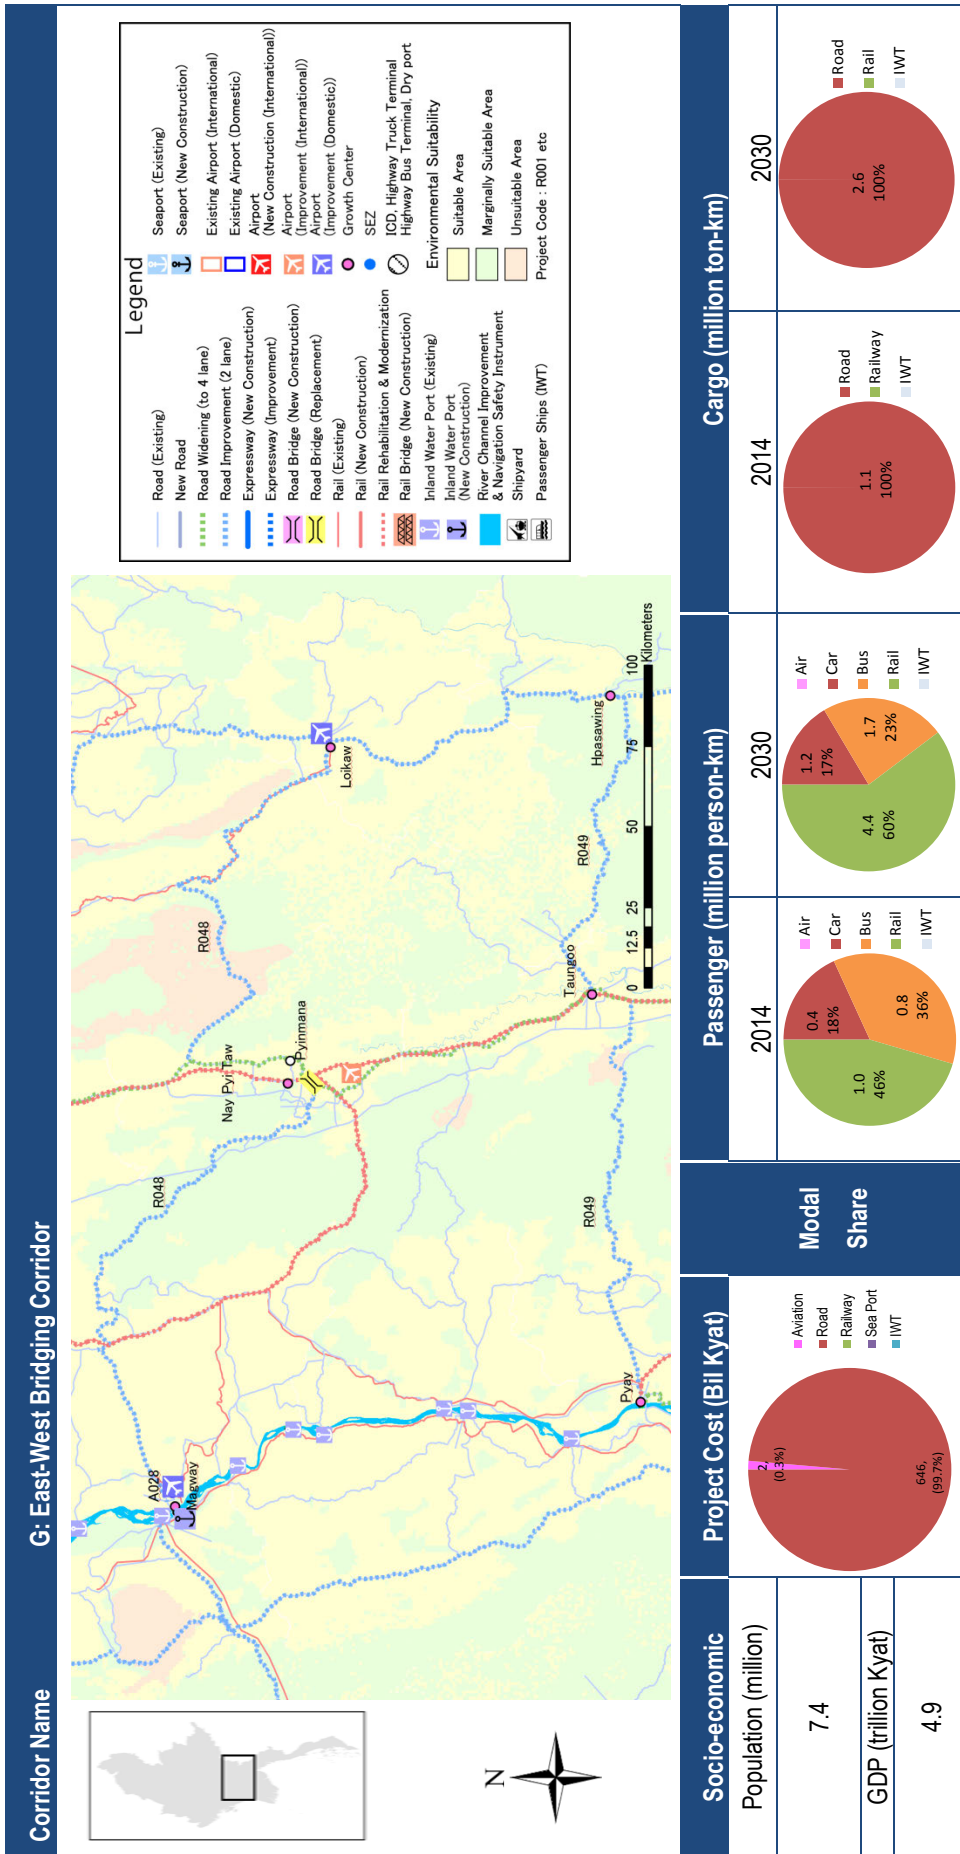 Corridor Name
G: East-West Bridging Corridor
N
A028
Magway
R048
Nay Pyi Taw
Pyinmana
R048
Loikaw
Pyay
R049
Taungoo
R049
Hpasawing
0 12.5 25 50 75 100
Kilometers
Legend
Road (Existing)
New Road
Road Widening (to 4 lane)
Road Improvement (2 lane)
Expressway (New Construction)
Expressway (Improvement)
Road Bridge (New Construction)
Road Bridge (Replacement)
Rail (Existing)
Rail (New Construction)
Rail Rehabilitation & Modernization
Rail Bridge (New Construction)
Inland Water Port (Existing)
Inland Water Port
(New Construction)
River Channel Improvement
& Navigation Safety Instrument
Shipyard
Passenger Ships (IWT)
Seaport (Existing)
Seaport (New Construction)
Existing Airport (International)
Existing Airport (Domestic)
Airport
(New Construction (International))
Airport
(Improvement (International))
Airport
(Improvement (Domestic))
Growth Center
SEZ
ICD, Highway Truck Terminal
Highway Bus Terminal, Dry port
Environmental Suitability
Suitable Area
Marginally Suitable Area
Unsuitable Area
Project Code : R001 etc
Socio-economic
Population (million)
7.4
GDP (trillion Kyat)
4.9
Project Cost (Bil Kyat)
2,
(0.3%)
646,
(99.7%)
Aviation
Road
Railway
Sea Port
IWT
Modal
Share
Passenger (million person-km)
2014
0.4
18%
0.8
36%
1.0
46%
Air
Car
Bus
Rail
IWT
2030
1.2
17%
1.7
23%
4.4
60%
Air
Car
Bus
Rail
IWT
Cargo (million ton-km)
2014
1.1
100%
Road
Railway
IWT
2030
2.6
100%
Road
Rail
IWT